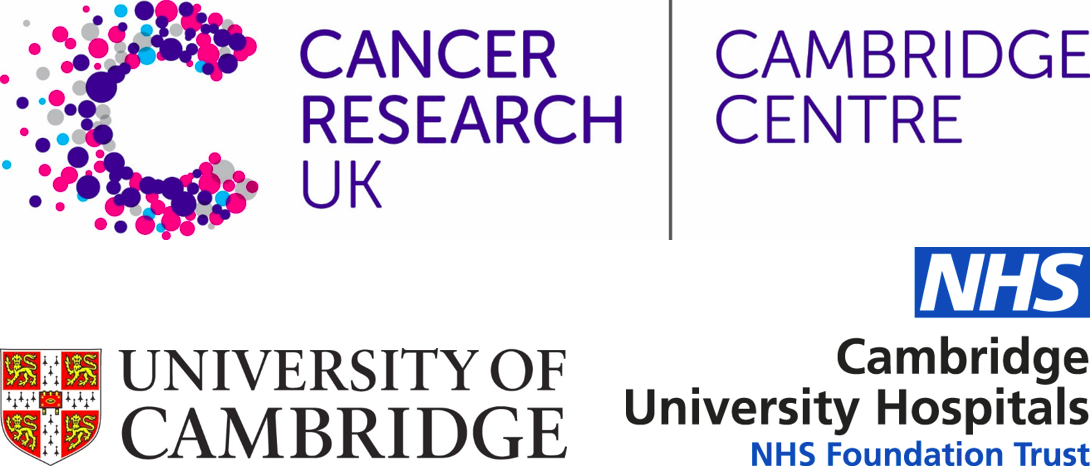 CANCER
RESEARCH
UK
CAMBRIDGE
CENTRE
UNIVERSITY OF
CAMBRIDGE
NHS
Cambridge
University Hospitals
NHS Foundation Trust